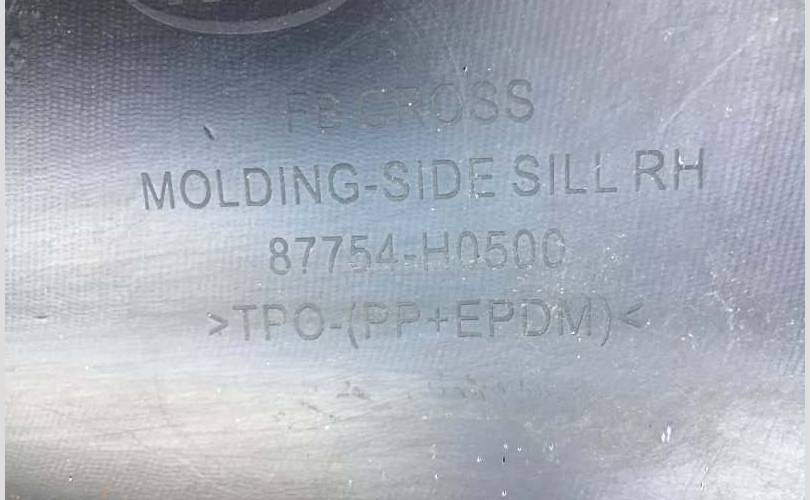 FB CROSS
MOLDING-SIDE SILL RH
87754-H0500
>TPO-(PP+EPDM)<